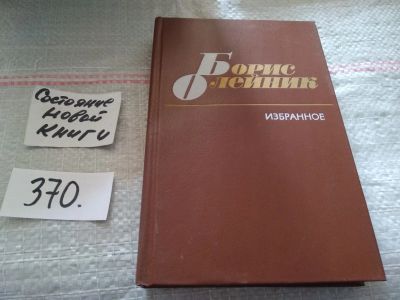 Состояние
новой
книги
370.
Борис
Олейник
ИЗБРАННОЕ